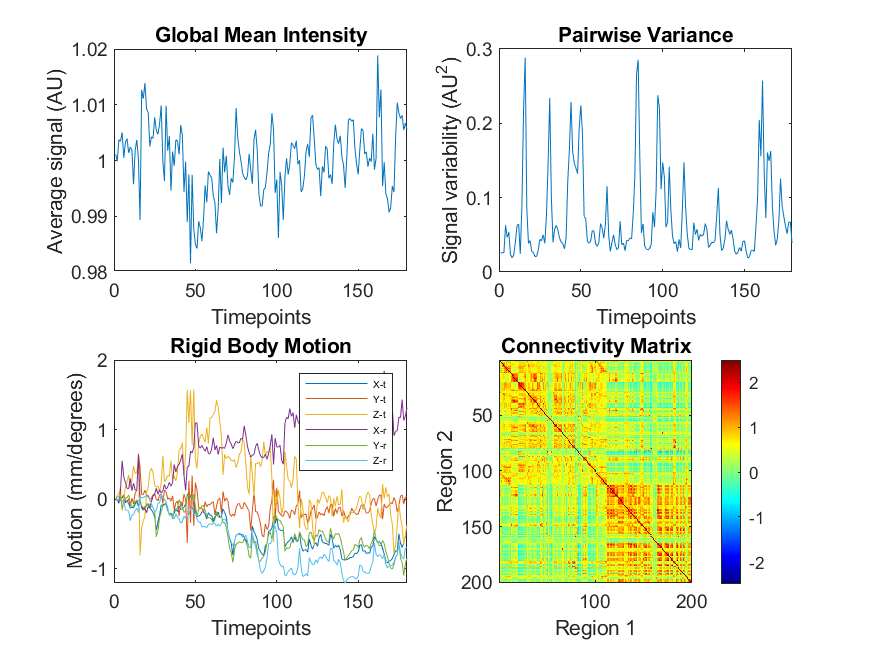 Global Mean Intensity
Average signal (AU)
1.02
1.01
1
0.99
0.98
0
50
100
150
Timepoints
Pairwise Variance
Signal variability (AU²)
0.3
0.2
0.1
0
0
50
100
150
Timepoints
Rigid Body Motion
Motion (mm/degrees)
2
1
0
-1
0
50
100
150
Timepoints
X-t
Y-t
Z-t
X-r
Y-r
Z-r
Connectivity Matrix
Region 2
50
100
150
200
100
200
Region 1
2
1
0
-1
-2